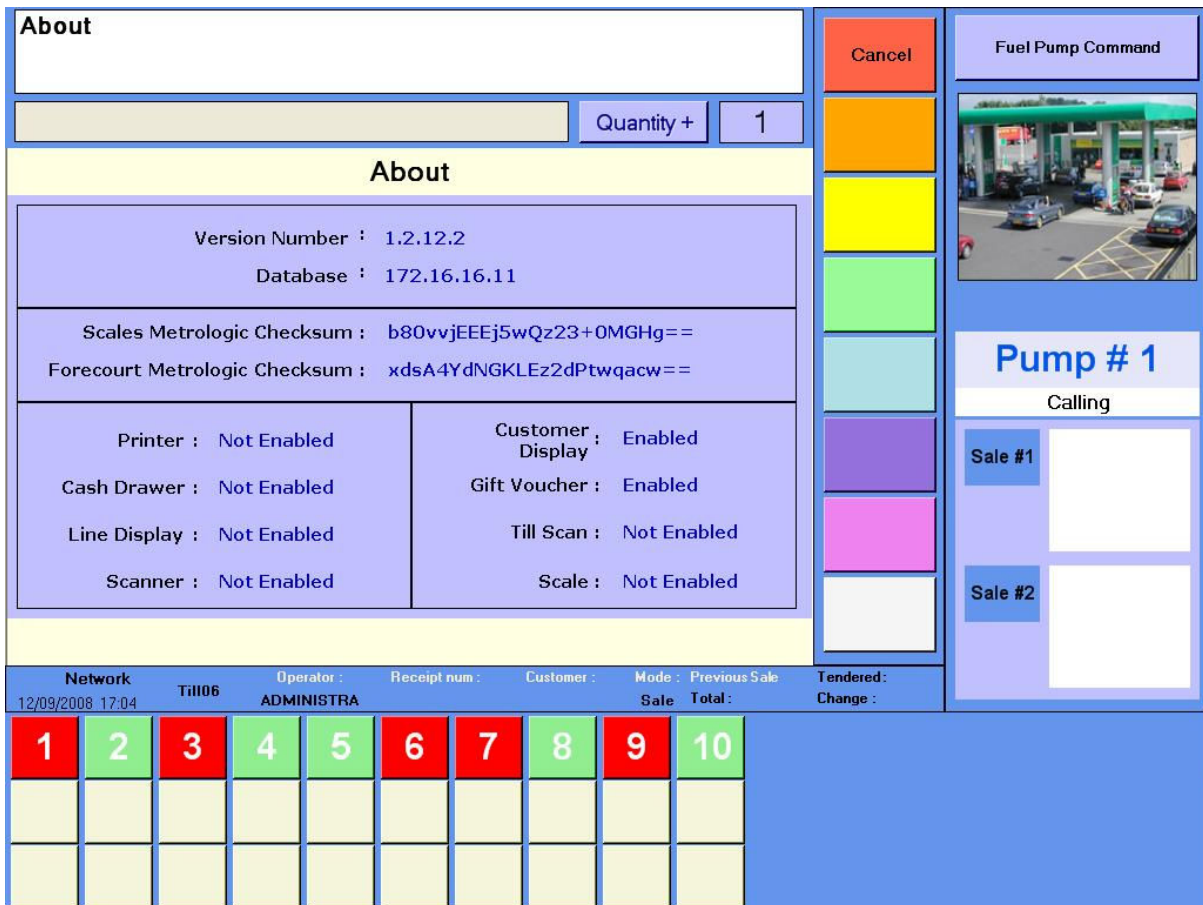 About
Cancel
Fuel Pump Command
Quantity +
1
About
Version Number : 1.2.12.2
Database : 172.16.16.11
Scales Metrologic Checksum : b80vvjEEEj5wQz23+0MGHg==
Forecourt Metrologic Checksum : xdsA4YdNGKLEz2dPtwqacw==
Printer : Not Enabled
Cash Drawer : Not Enabled
Line Display : Not Enabled
Scanner : Not Enabled
Customer Display : Enabled
Gift Voucher : Enabled
Till Scan : Not Enabled
Scale : Not Enabled
Pump # 1
Calling
Sale #1
Sale #2
Network
12/09/2008 17:04
Till06
Operator :
ADMINISTRA
Receipt num :
Customer :
Mode :
Sale
Previous Sale
Total :
Tendered :
Change :
1 2 3 4 5 6 7 8 9 10